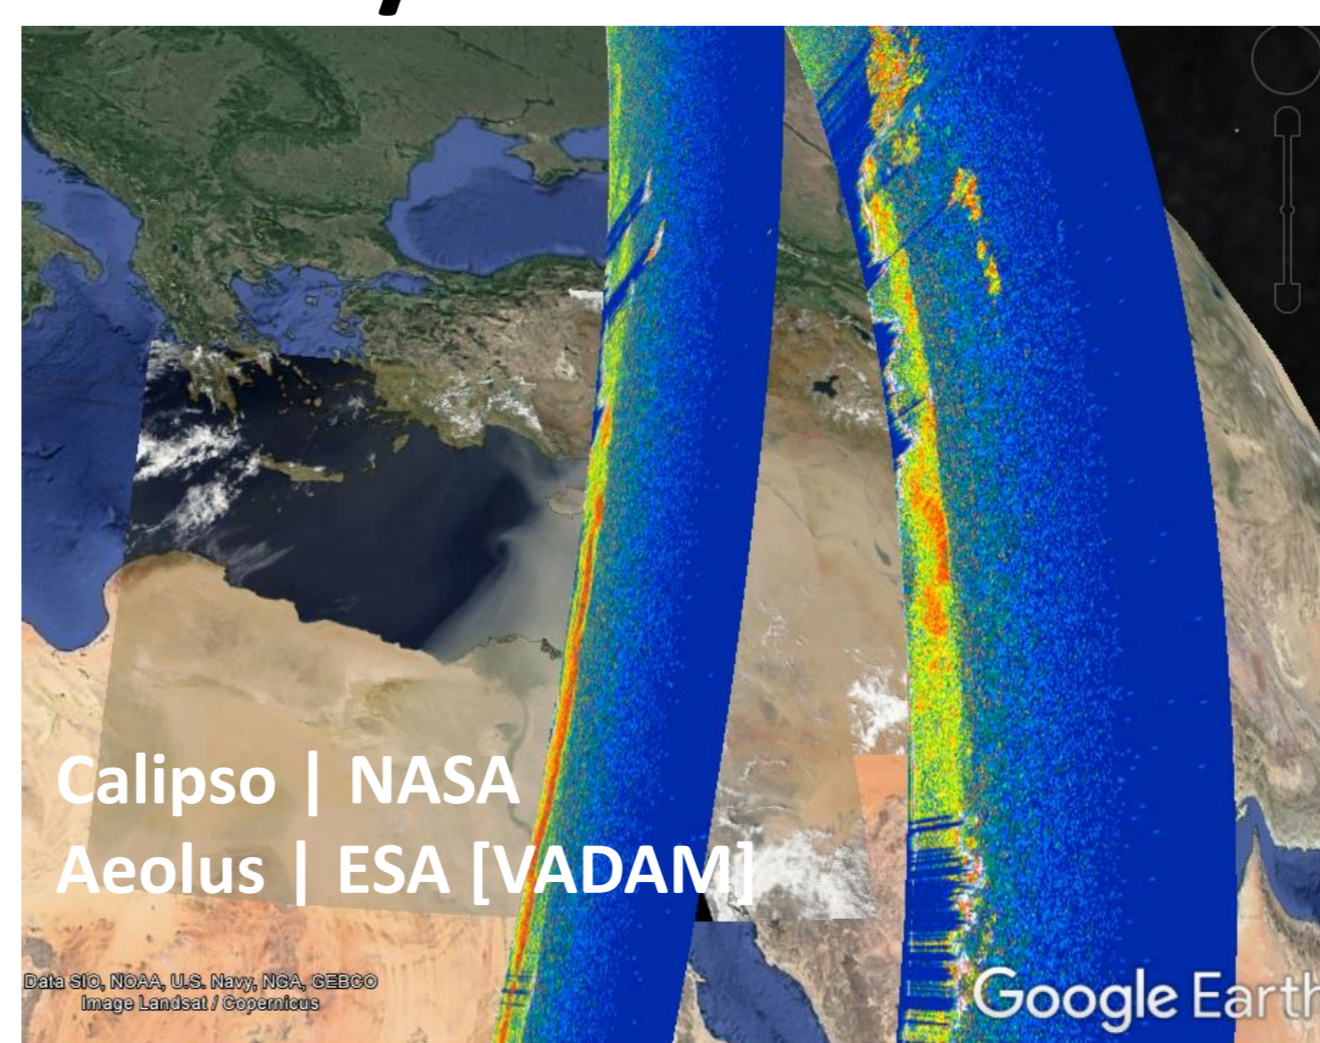 Calipso | NASA
Aeolus | ESA [VADAM]
Data SIO, NOAA, U.S. Navy, NGA, GEBCO
Image Landsat / Copernicus
Google Earth